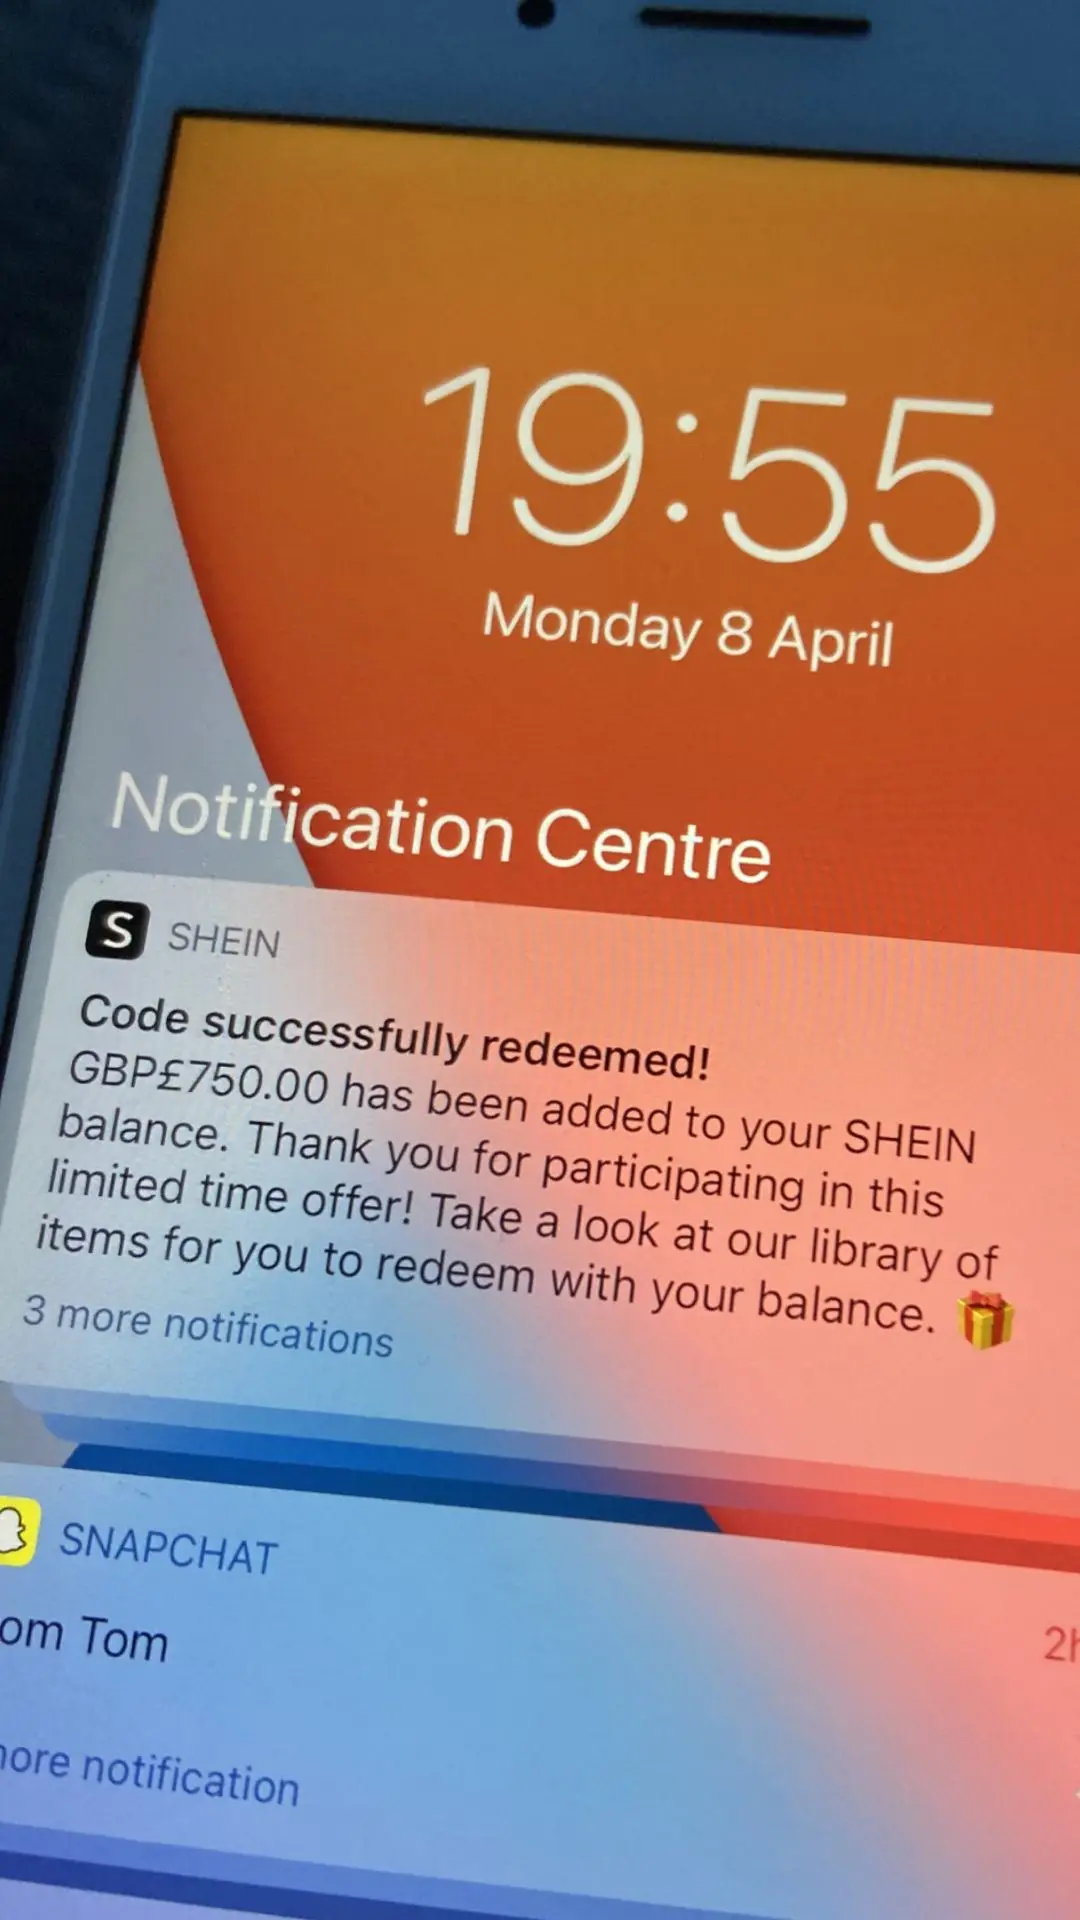 19:55
Monday 8 April
Notification Centre
S SHEIN
Code successfully redeemed!
GBP£750.00 has been added to your SHEIN
balance. Thank you for participating in this
limited time offer! Take a look at our library of
items for you to redeem with your balance. 🎁
3 more notifications
SNAPCHAT
om Tom
2h
ore notification